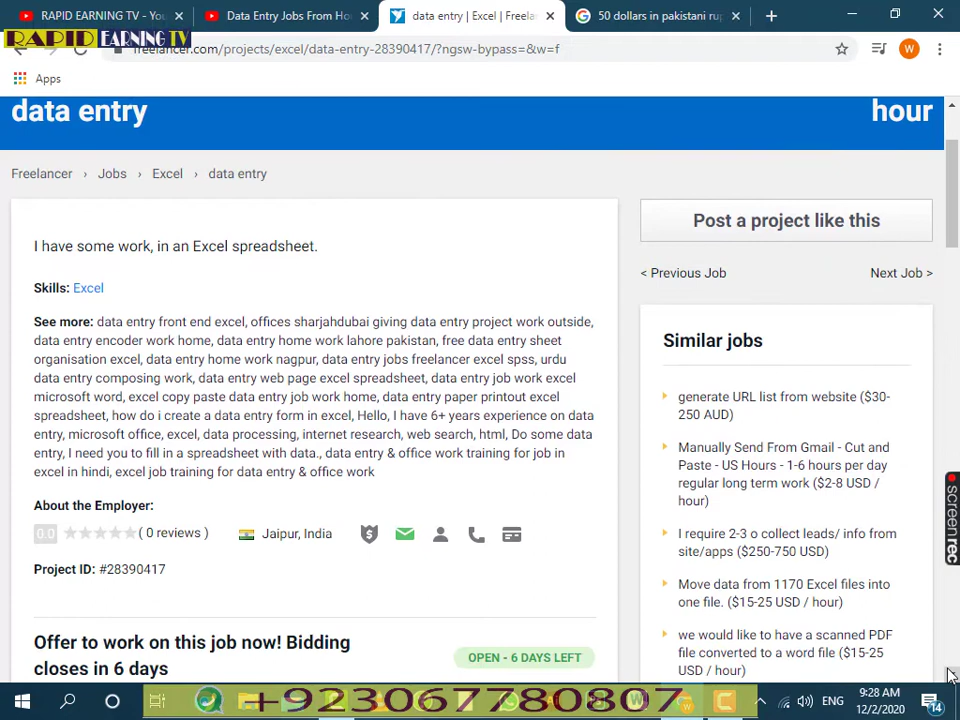 RAPID EARNING TV - You
Data Entry Jobs From Ho
data entry | Excel | Freela
50 dollars in pakistani ru
RAPID EARNING TV
freelancer.com/projects/excel/data-entry-28390417/?ngsw-bypass=&w=f
W
Apps
data entry
hour
Freelancer › Jobs › Excel › data entry
Post a project like this
I have some work, in an Excel spreadsheet.
< Previous Job
Next Job >
Skills: Excel
See more: data entry front end excel, offices sharjahdubai giving data entry project work outside,
data entry encoder work home, data entry home work lahore pakistan, free data entry sheet
organisation excel, data entry home work nagpur, data entry jobs freelancer excel spss, urdu
data entry composing work, data entry web page excel spreadsheet, data entry job work excel
microsoft word, excel copy paste data entry job work home, data entry paper printout excel
spreadsheet, how do i create a data entry form in excel, Hello, I have 6+ years experience on data
entry, microsoft office, excel, data processing, internet research, web search, html, Do some data
entry, I need you to fill in a spreadsheet with data., data entry & office work training for job in
excel in hindi, excel job training for data entry & office work
About the Employer:
0.0 ( 0 reviews ) Jaipur, India
Project ID: #28390417
Offer to work on this job now! Bidding
closes in 6 days
OPEN - 6 DAYS LEFT
Similar jobs
generate URL list from website ($30-
250 AUD)
Manually Send From Gmail - Cut and
Paste - US Hours - 1-6 hours per day
regular long term work ($2-8 USD /
hour)
I require 2-3 o collect leads/ info from
site/apps ($250-750 USD)
Move data from 1170 Excel files into
one file. ($15-25 USD / hour)
we would like to have a scanned PDF
file converted to a word file ($15-25
USD / hour)
screenrec
+923067780807
ENG
9:28 AM
12/2/2020
14